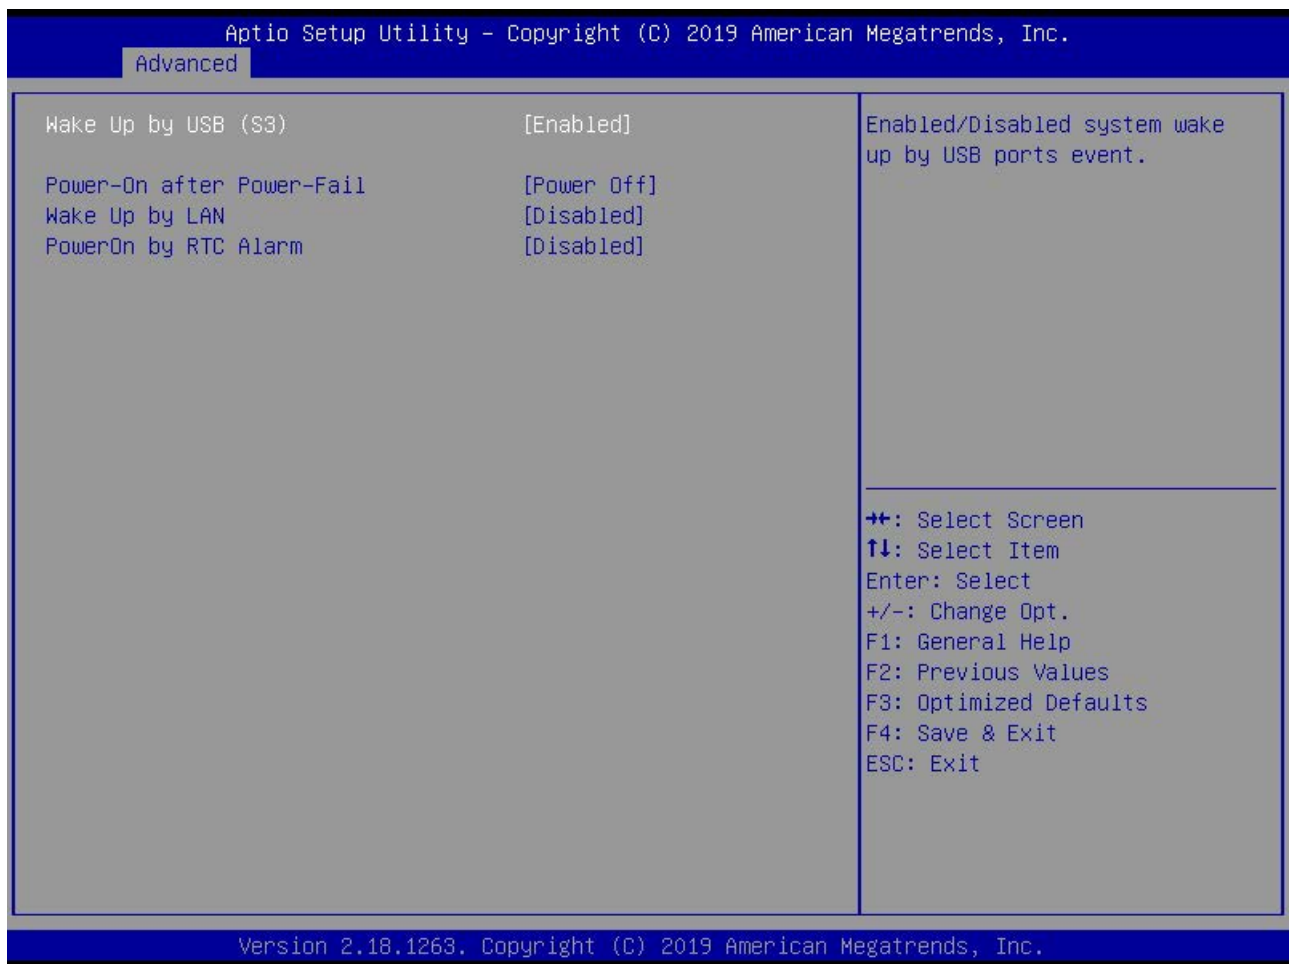 Aptio Setup Utility – Copyright (C) 2019 American Megatrends, Inc.
Advanced
Wake Up by USB (S3) [Enabled]
Power-On after Power-Fail [Power Off]
Wake Up by LAN [Disabled]
PowerOn by RTC Alarm [Disabled]
Enabled/Disabled system wake
up by USB ports event.
→←: Select Screen
↑↓: Select Item
Enter: Select
+/-: Change Opt.
F1: General Help
F2: Previous Values
F3: Optimized Defaults
F4: Save & Exit
ESC: Exit
Version 2.18.1263. Copyright (C) 2019 American Megatrends, Inc.